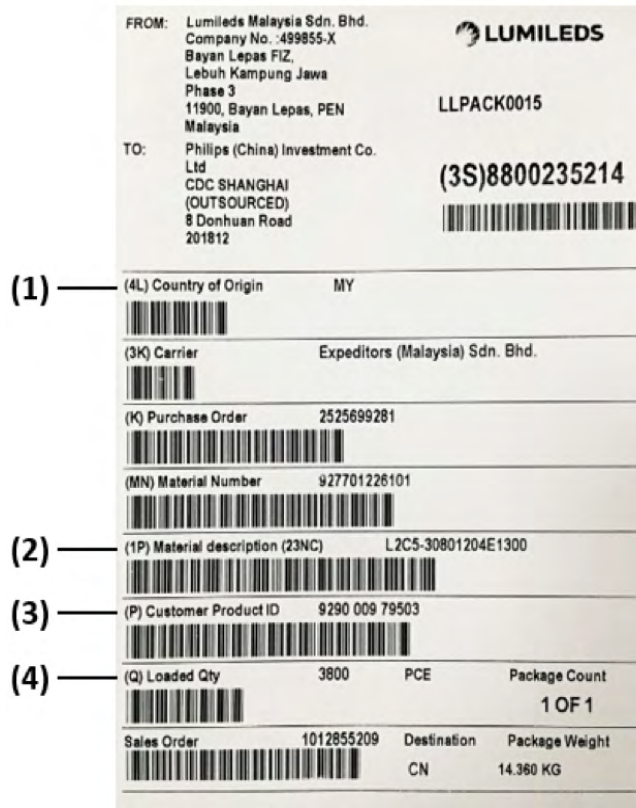 FROM: Lumileds Malaysia Sdn. Bhd.
Company No. :499855-X
Bayan Lepas FIZ,
Lebuh Kampung Jawa
Phase 3
11900, Bayan Lepas, PEN
Malaysia
LUMILEDS
LLPACK0015
TO: Philips (China) Investment Co.
Ltd
CDC SHANGHAI
(OUTSOURCED)
8 Donhuan Road
201812
(3S)8800235214
(1) (4L) Country of Origin MY
(3K) Carrier Expeditors (Malaysia) Sdn. Bhd.
(K) Purchase Order 2525699281
(MN) Material Number 927701226101
(2) (1P) Material description (23NC) L2C5-30801204E1300
(3) (P) Customer Product ID 9290 009 79503
(4) (Q) Loaded Qty 3800 PCE Package Count
1 OF 1
Sales Order 1012855209 Destination Package Weight
CN 14.360 KG